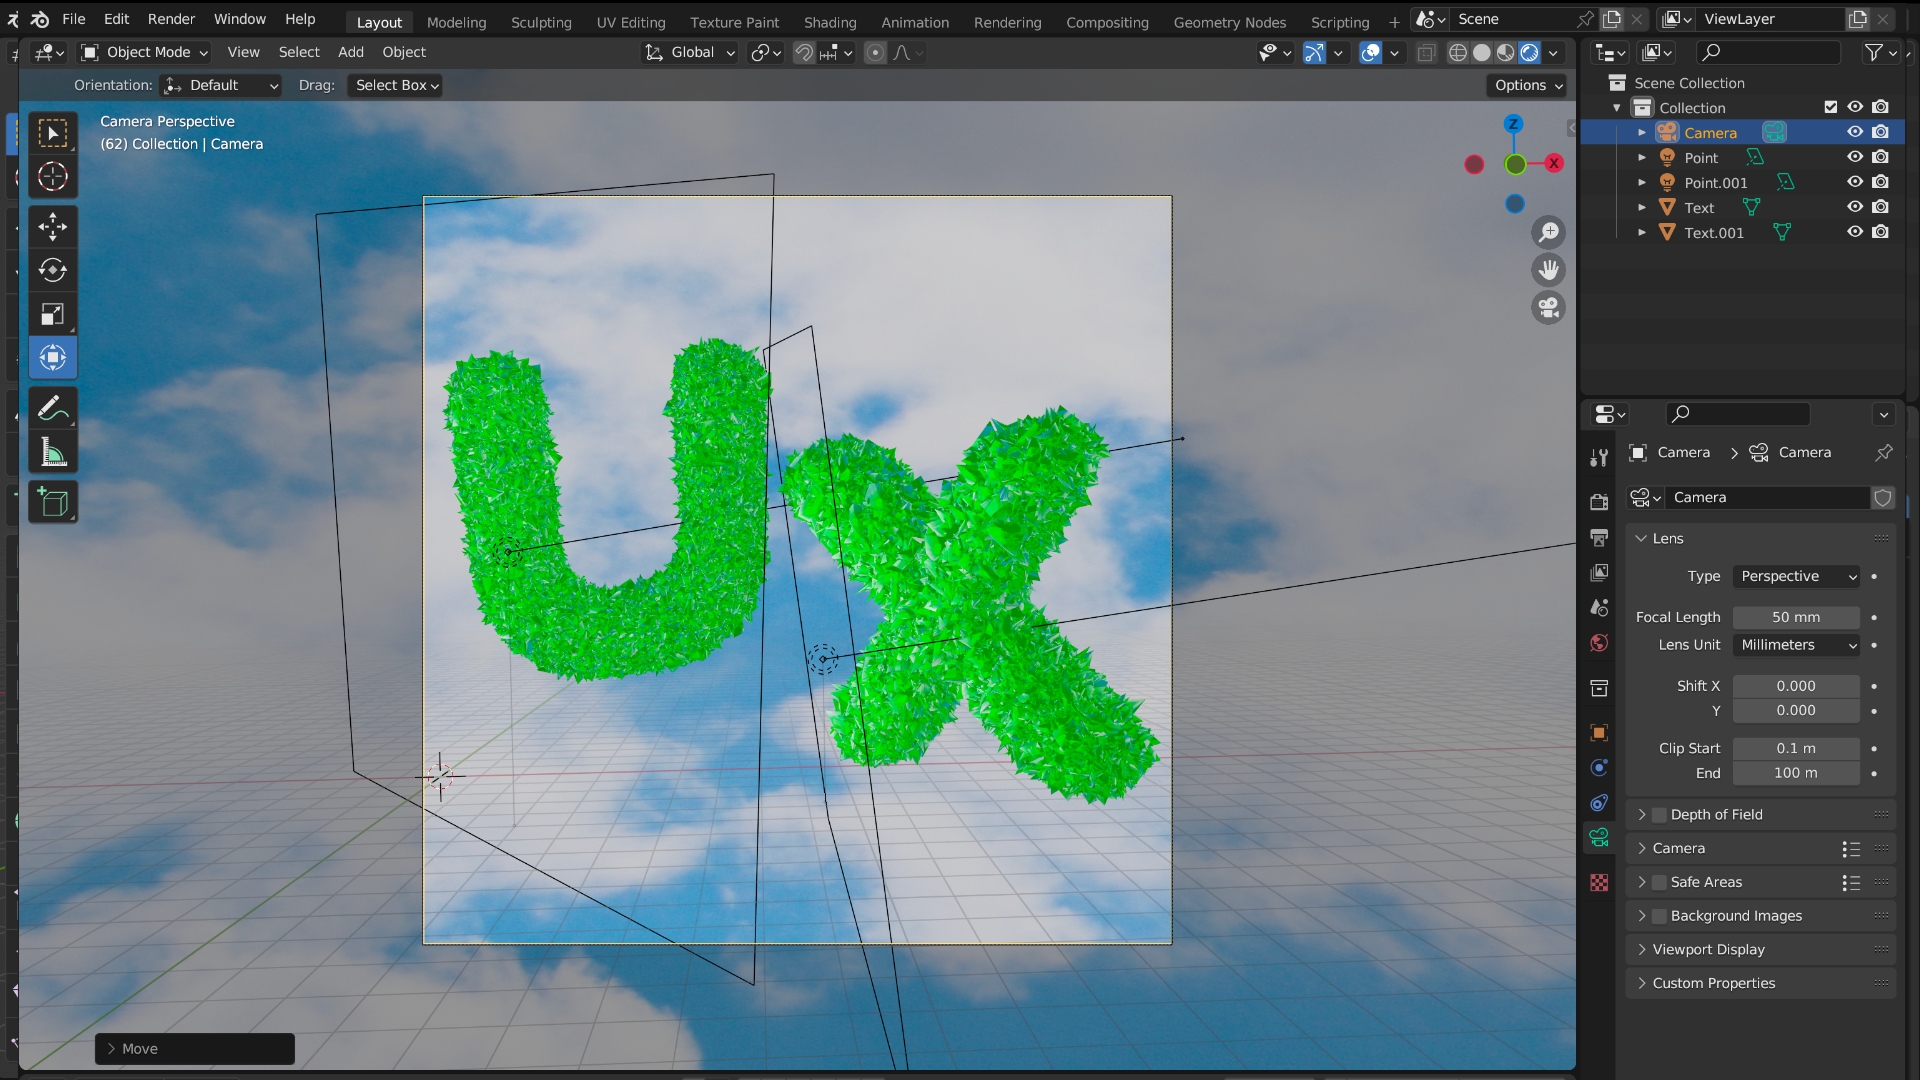 File Edit Render Window Help Layout Modeling Sculpting UV Editing Texture Paint Shading Animation Rendering Compositing Geometry Nodes Scripting + Scene ViewLayer
Object Mode View Select Add Object Global
Orientation: Default Drag: Select Box Options
Camera Perspective
(62) Collection | Camera
Z
X
UX
Move
Scene Collection
Collection
Camera
Point
Point.001
Text
Text.001
Camera > Camera
Camera
Lens
Type Perspective
Focal Length 50 mm
Lens Unit Millimeters
Shift X 0.000
Y 0.000
Clip Start 0.1 m
End 100 m
Depth of Field
Camera
Safe Areas
Background Images
Viewport Display
Custom Properties